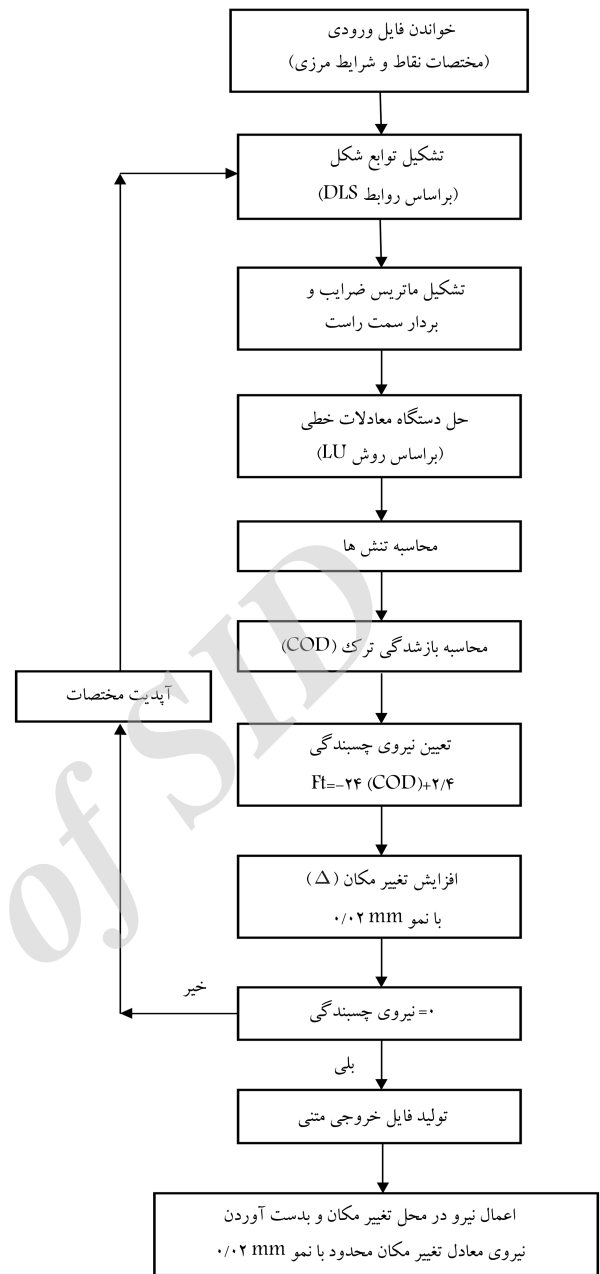 خواندن فایل ورودی
(مختصات نقاط و شرایط مرزی)
تشکیل توابع شکل
(براساس روابط DLS)
تشکیل ماتریس ضرایب و
بردار سمت راست
حل دستگاه معادلات خطی
(براساس روش LU)
محاسبه تنش ها
محاسبه بازشدگی ترک (COD)
آپدیت مختصات
تعیین نیروی چسبندگی
Ft=-۲۴ (COD)+۲/۴
افزایش تغییر مکان (Δ)
با نمو ۰/۰۲ mm
خیر
۰= نیروی چسبندگی
بلی
تولید فایل خروجی متنی
اعمال نیرو در محل تغییر مکان و بدست آوردن
نیروی معادل تغییر مکان محدود با نمو ۰/۰۲ mm
of SID